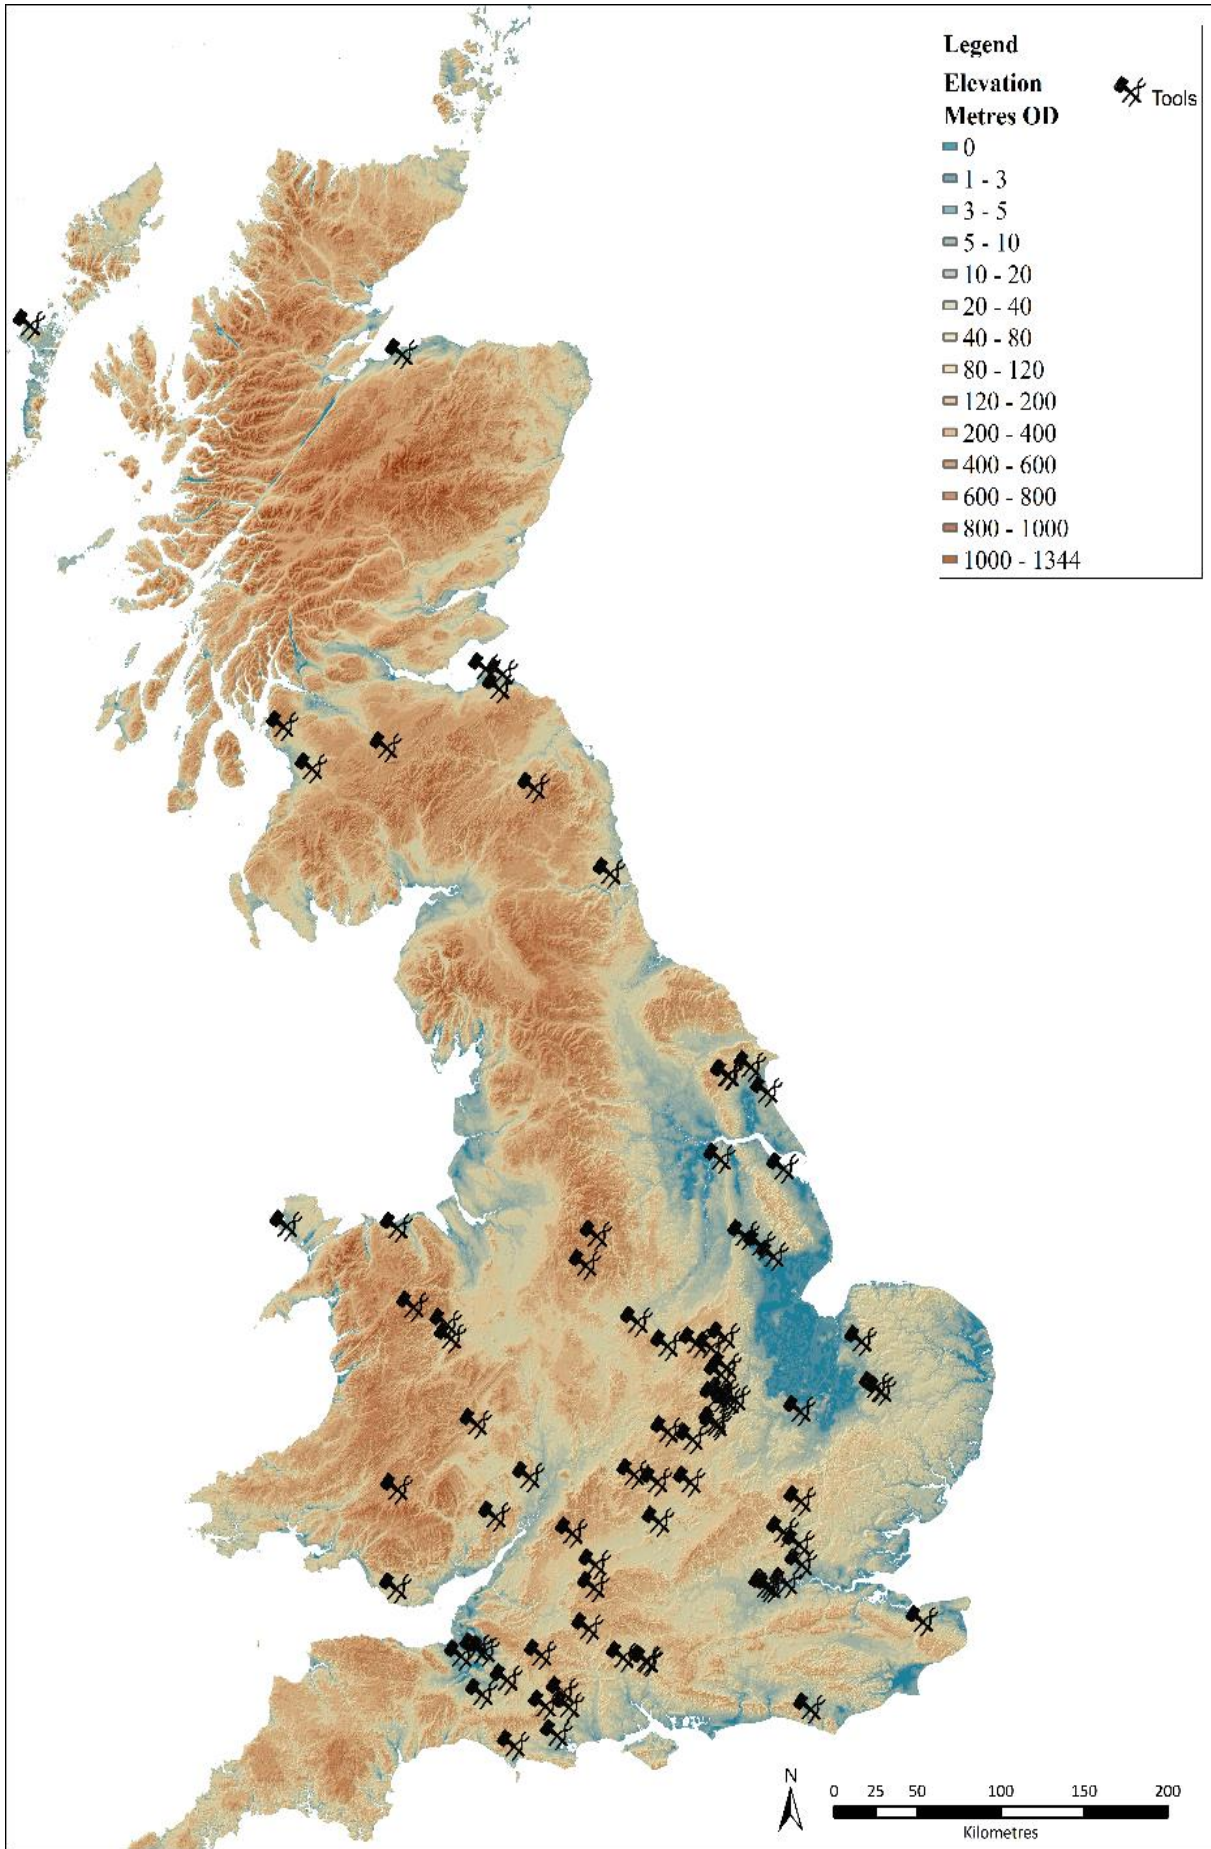 Legend
Elevation
Metres OD
Tools
0
1 - 3
3 - 5
5 - 10
10 - 20
20 - 40
40 - 80
80 - 120
120 - 200
200 - 400
400 - 600
600 - 800
800 - 1000
1000 - 1344
N
0 25 50 100 150 200
Kilometres